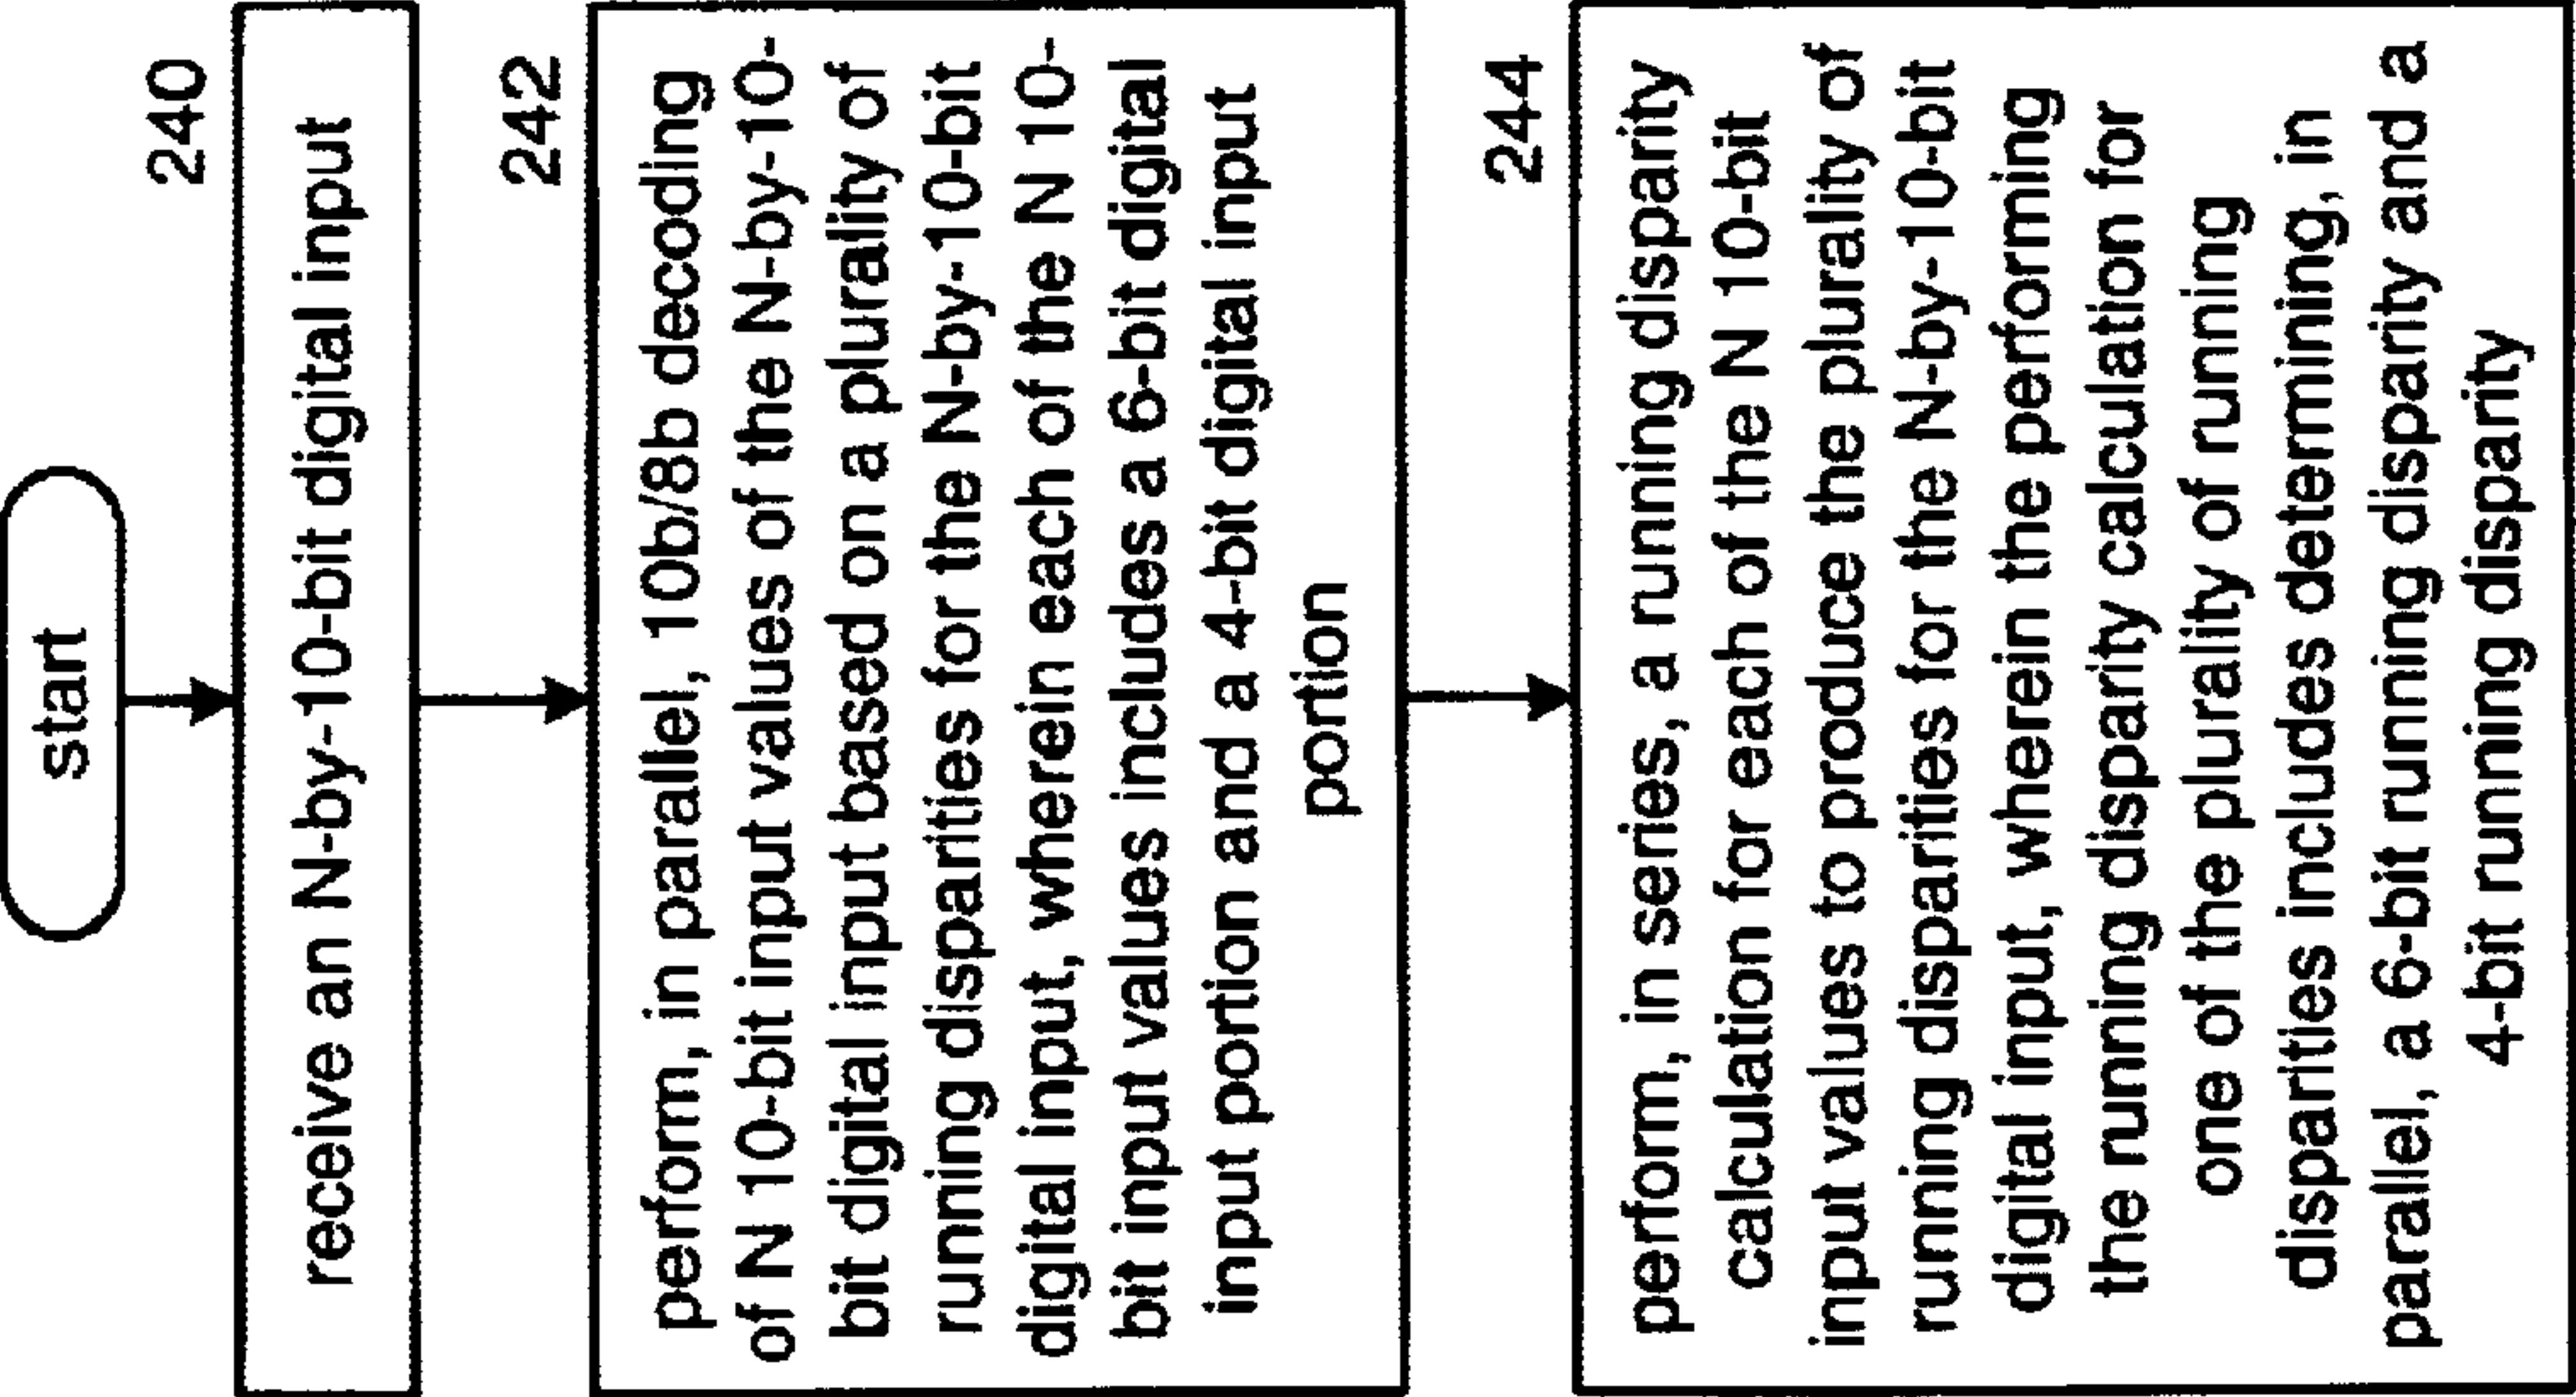 start
240
receive an N-by-10-bit digital input
242
perform, in parallel, 10b/8b decoding
of N 10-bit input values of the N-by-10-
bit digital input based on a plurality of
running disparities for the N-by-10-bit
digital input, wherein each of the N 10-
bit input values includes a 6-bit digital
input portion and a 4-bit digital input
portion
244
perform, in series, a running disparity
calculation for each of the N 10-bit
input values to produce the plurality of
running disparities for the N-by-10-bit
digital input, wherein the performing
the running disparity calculation for
one of the plurality of running
disparities includes determining, in
parallel, a 6-bit running disparity and a
4-bit running disparity